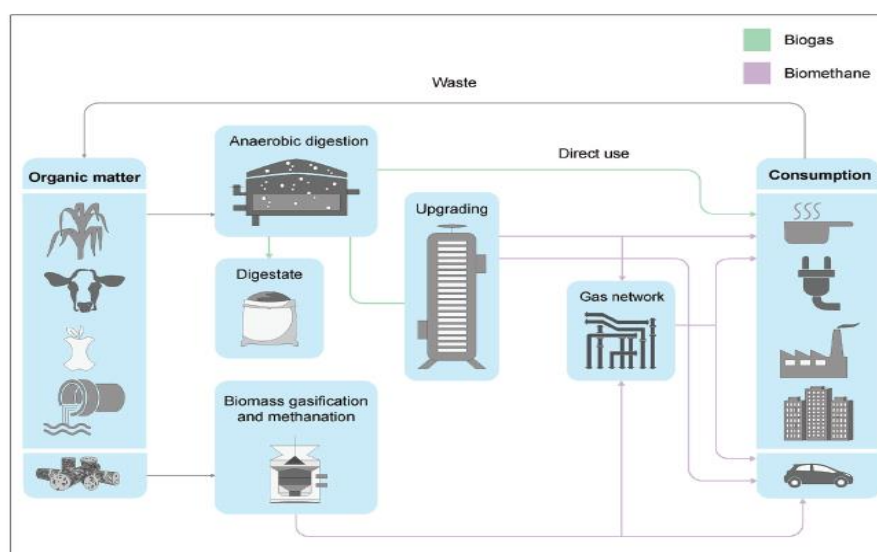 Biogas
Biomethane
Waste
Anaerobic digestion
Direct use
Organic matter
Consumption
Upgrading
Digestate
Gas network
Biomass gasification
and methanation